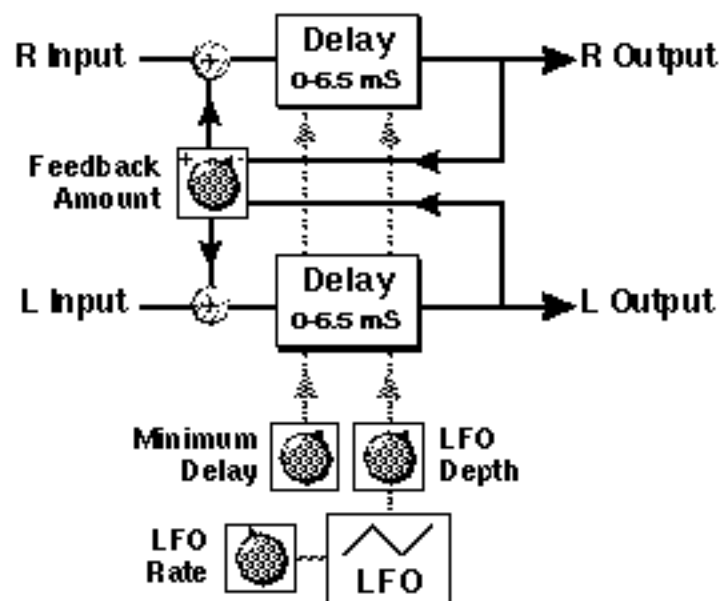 R Input
Delay
0-6.5 mS
R Output
+ -
Feedback
Amount
+
+
L Input
Delay
0-6.5 mS
L Output
Minimum
Delay
LFO
Depth
LFO
Rate
LFO